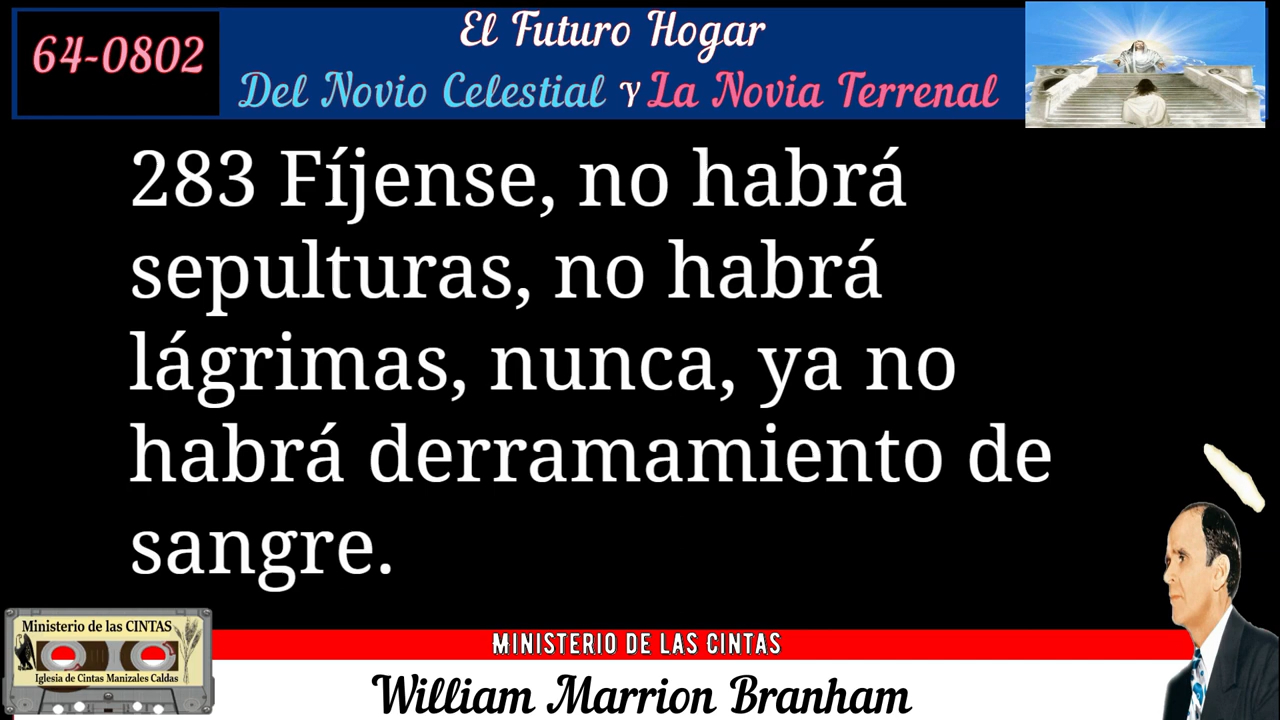 64-0802
El Futuro Hogar
Del Novio Celestial Y La Novia Terrenal
283 Fíjense, no habrá
sepulturas, no habrá
lágrimas, nunca, ya no
habrá derramamiento de
sangre.
Ministerio de las CINTAS
Iglesia de Cintas Manizales Caldas
MINISTERIO DE LAS CINTAS
William Marrion Branham